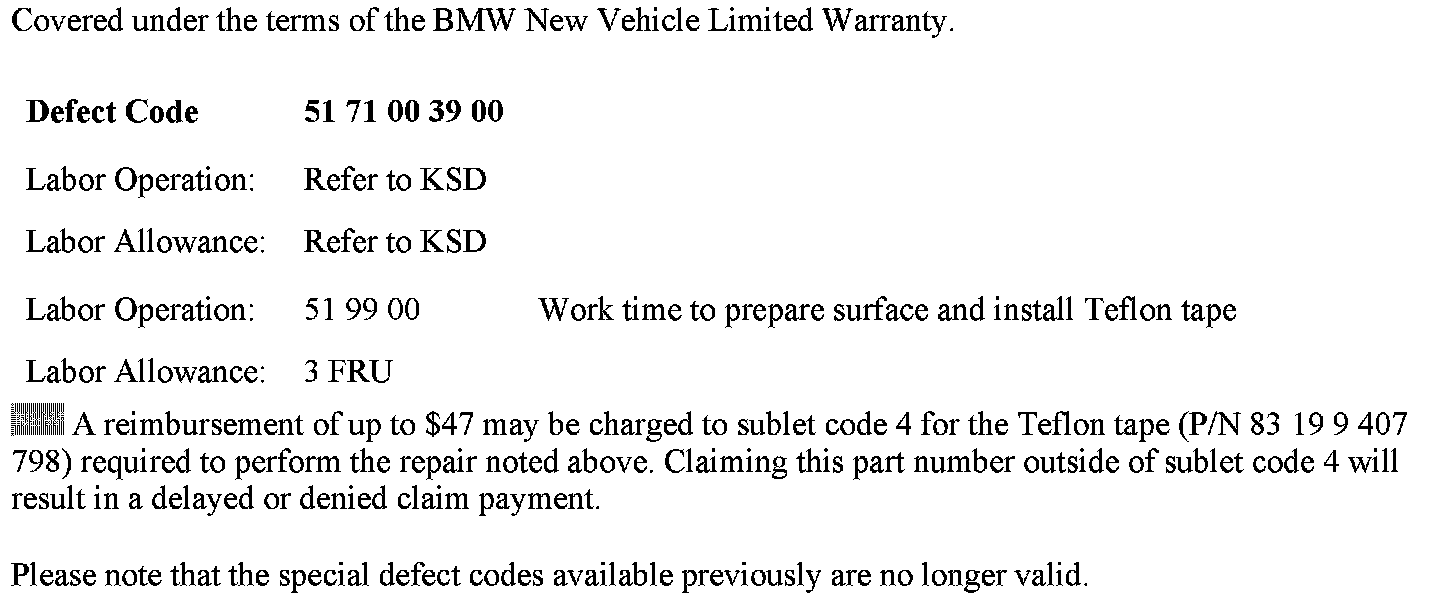 Covered under the terms of the BMW New Vehicle Limited Warranty.
Defect Code 51 71 00 39 00
Labor Operation: Refer to KSD
Labor Allowance: Refer to KSD
Labor Operation: 51 99 00 Work time to prepare surface and install Teflon tape
Labor Allowance: 3 FRU
A reimbursement of up to $47 may be charged to sublet code 4 for the Teflon tape (P/N 83 19 9 407
798) required to perform the repair noted above. Claiming this part number outside of sublet code 4 will
result in a delayed or denied claim payment.
Please note that the special defect codes available previously are no longer valid.